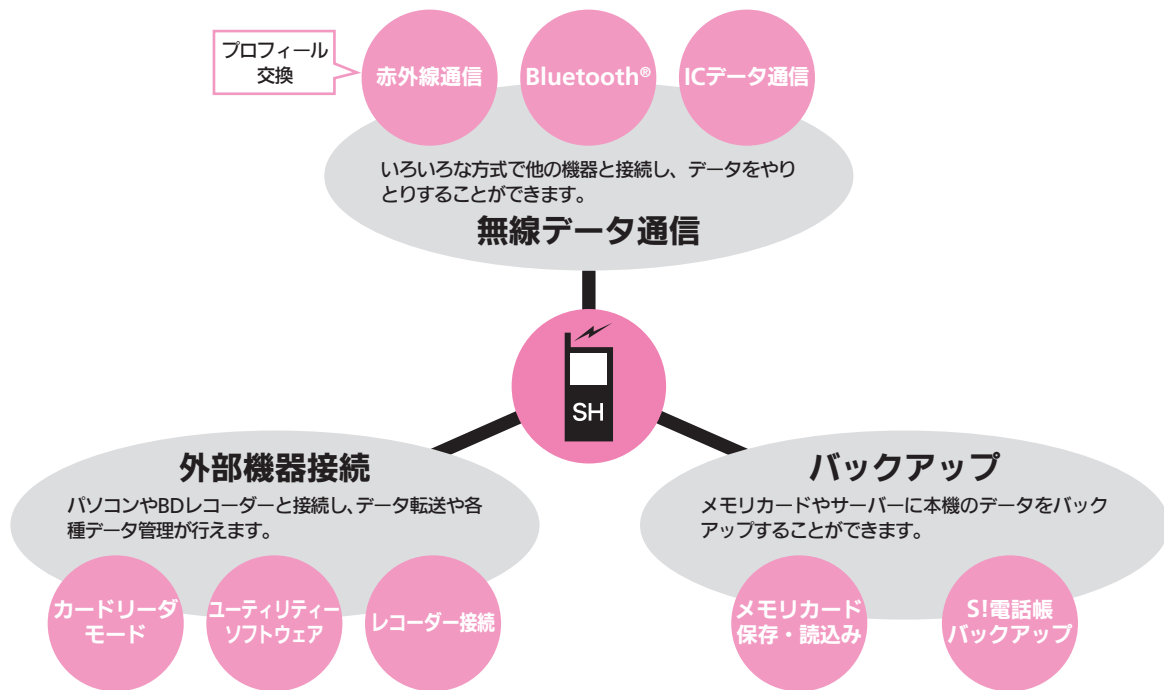 プロフィール
交換
赤外線通信
Bluetooth®
ICデータ通信
いろいろな方式で他の機器と接続し、データをやり
とりすることができます。
無線データ通信
SH
外部機器接続
パソコンやBDレコーダーと接続し、データ転送や各
種データ管理が行えます。
カードリーダ
モード
ユーティリティー
ソフトウェア
レコーダー接続
バックアップ
メモリカードやサーバーに本機のデータをバック
アップすることができます。
メモリカード
保存・読込み
S!電話帳
バックアップ